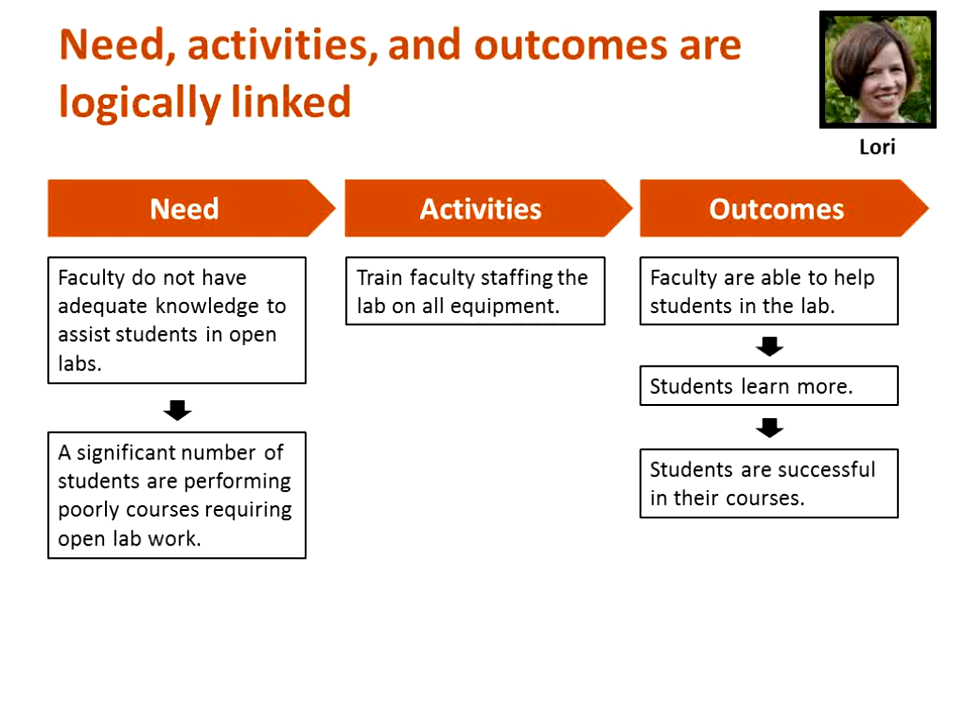 Need, activities, and outcomes are
logically linked
Lori
Need
Activities
Outcomes
Faculty do not have
adequate knowledge to
assist students in open
labs.
A significant number of
students are performing
poorly courses requiring
open lab work.
Train faculty staffing the
lab on all equipment.
Faculty are able to help
students in the lab.
Students learn more.
Students are successful
in their courses.